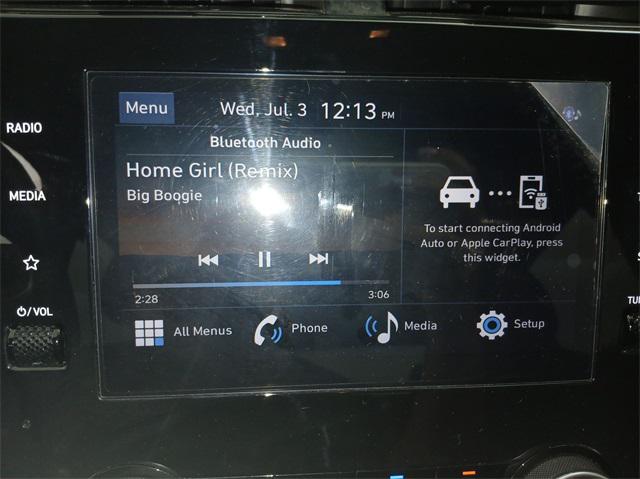 Menu
Wed, Jul. 3 12:13 PM
RADIO
Bluetooth Audio
Home Girl (Remix)
Big Boogie
MEDIA
To start connecting Android
Auto or Apple CarPlay, press
this widget.
2:28
3:06
/VOL
All Menus
Phone
Media
Setup